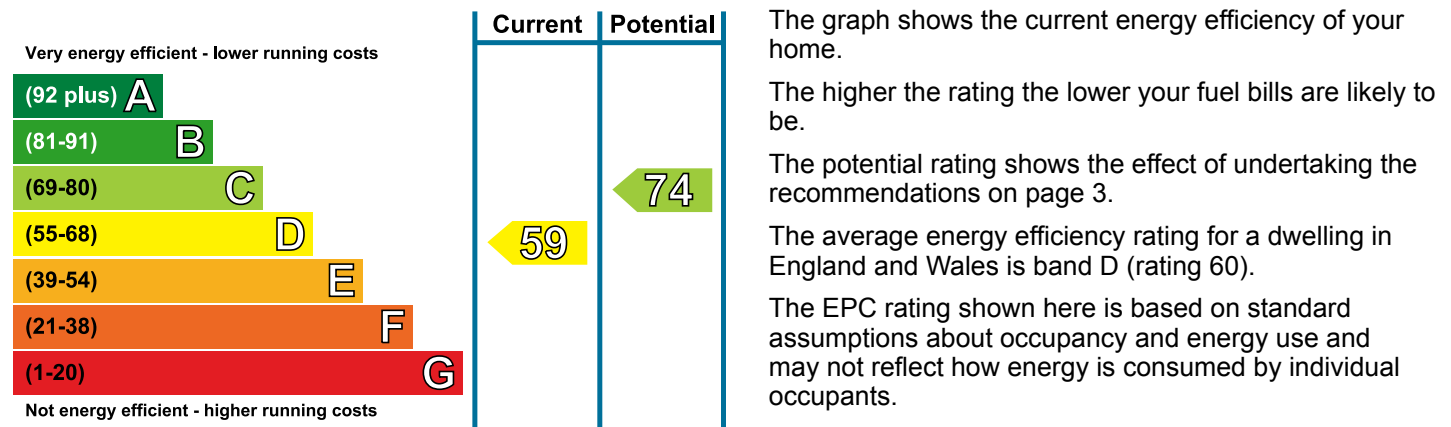 Current Potential
Very energy efficient - lower running costs
(92 plus) A
(81-91) B
(69-80) C
74
(55-68) D
59
(39-54) E
(21-38) F
(1-20) G
Not energy efficient - higher running costs
The graph shows the current energy efficiency of your
home.
The higher the rating the lower your fuel bills are likely to
be.
The potential rating shows the effect of undertaking the
recommendations on page 3.
The average energy efficiency rating for a dwelling in
England and Wales is band D (rating 60).
The EPC rating shown here is based on standard
assumptions about occupancy and energy use and
may not reflect how energy is consumed by individual
occupants.